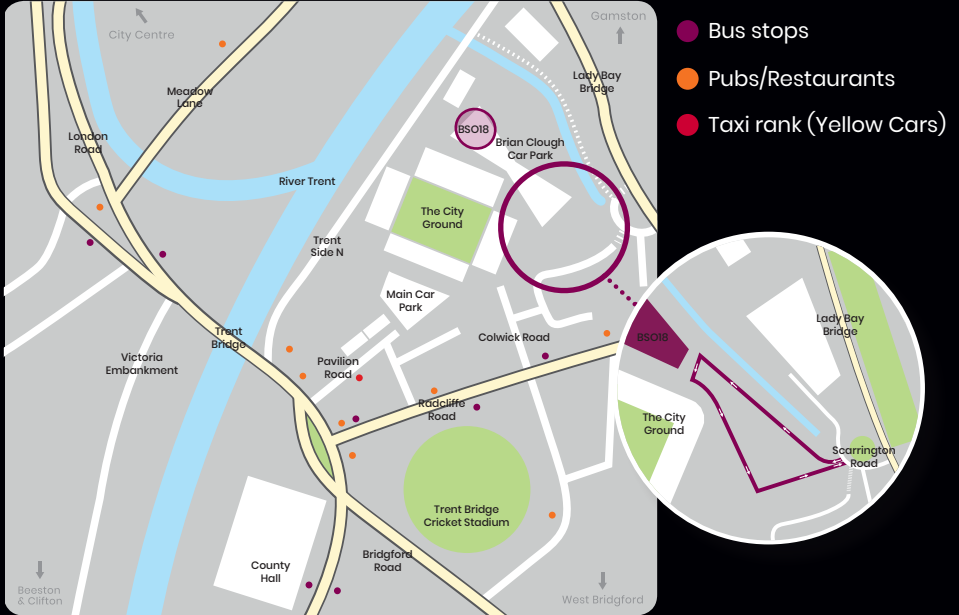 City Centre
Gamston
Bus stops
Pubs/Restaurants
Taxi rank (Yellow Cars)
Meadow
Lane
Lady Bay
Bridge
London
Road
BSO18
Brian Clough
Car Park
River Trent
The City
Ground
Trent
Side N
Main Car
Park
Trent
Bridge
Colwick Road
Victoria
Embankment
Pavilion
Road
Radcliffe
Road
BSO18
Lady Bay
Bridge
The City
Ground
Scarrington
Road
Trent Bridge
Cricket Stadium
Bridgford
Road
County
Hall
Beeston
& Clifton
West Bridgford